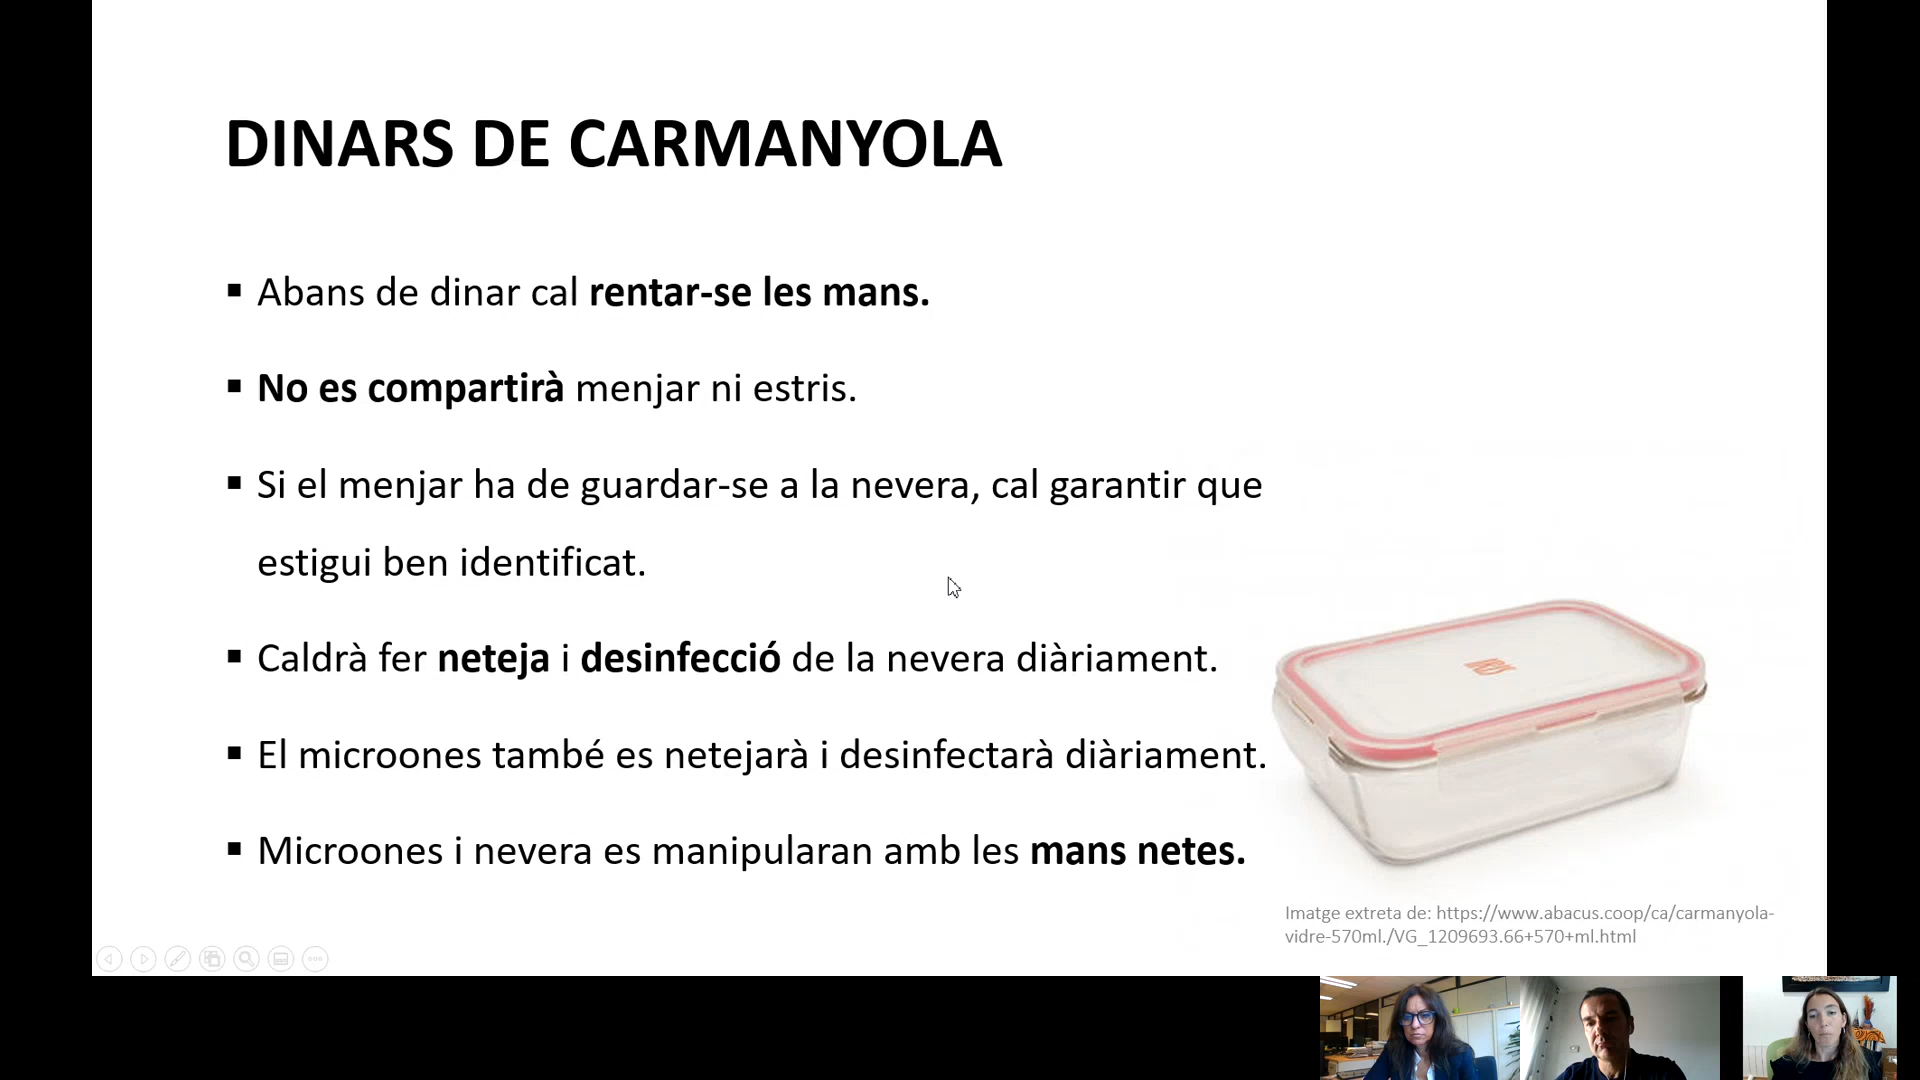 DINARS DE CARMANYOLA
▪ Abans de dinar cal rentar-se les mans.
▪ No es compartirà menjar ni estris.
▪ Si el menjar ha de guardar-se a la nevera, cal garantir que
estigui ben identificat.
▪ Caldrà fer neteja i desinfecció de la nevera diàriament.
▪ El microones també es netejarà i desinfectarà diàriament.
▪ Microones i nevera es manipularan amb les mans netes.
Imatge extreta de: https://www.abacus.coop/ca/carmanyola-
vidre-570ml./VG_1209693.66+570+ml.html